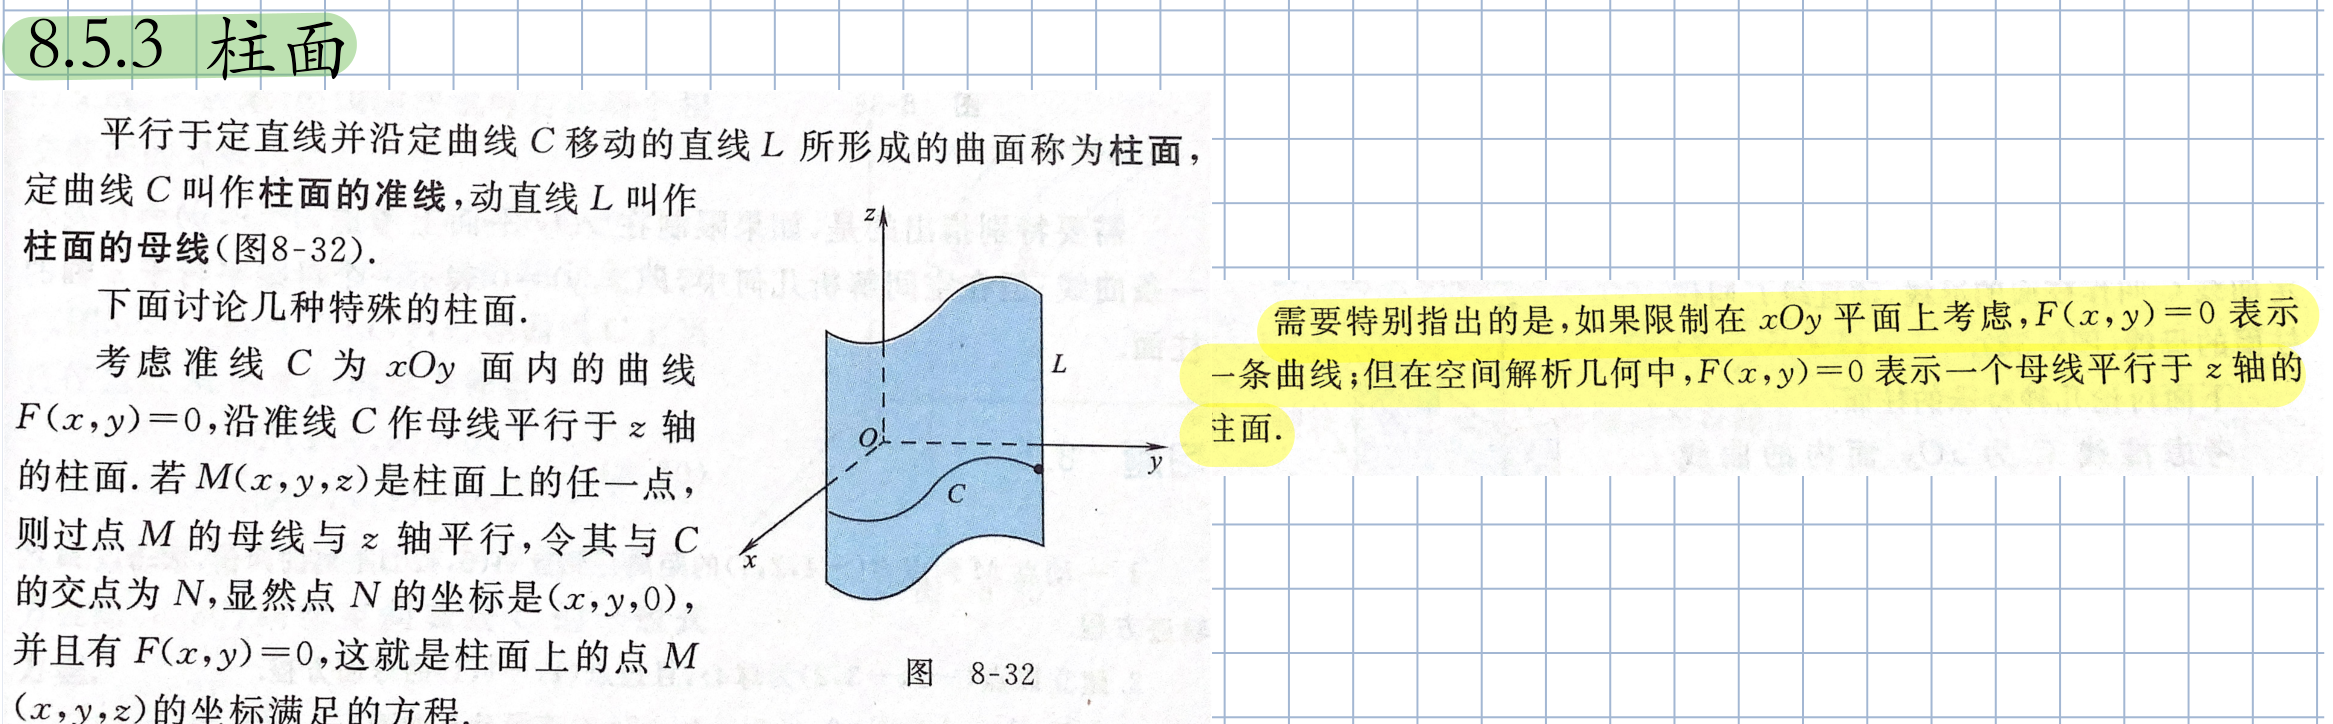 8.5.3 柱面
平行于定直线并沿定曲线 C 移动的直线 L 所形成的曲面称为柱面,
定曲线 C 叫作柱面的准线,动直线 L 叫作
柱面的母线(图8-32).
下面讨论几种特殊的柱面.
考虑准线 C 为 xOy 面内的曲线
F(x,y)=0,沿准线 C 作母线平行于 z 轴
的柱面.若 M(x,y,z)是柱面上的任一点,
则过点 M 的母线与 z 轴平行,令其与 C
的交点为 N,显然点 N 的坐标是(x,y,0),
并且有 F(x,y)=0,这就是柱面上的点 M
(x,y,z)的坐标满足的方程.
z
L
O
y
C
x
图 8-32
需要特别指出的是,如果限制在 xOy 平面上考虑,F(x,y)=0 表示
一条曲线;但在空间解析几何中,F(x,y)=0 表示一个母线平行于 z 轴的
柱面.